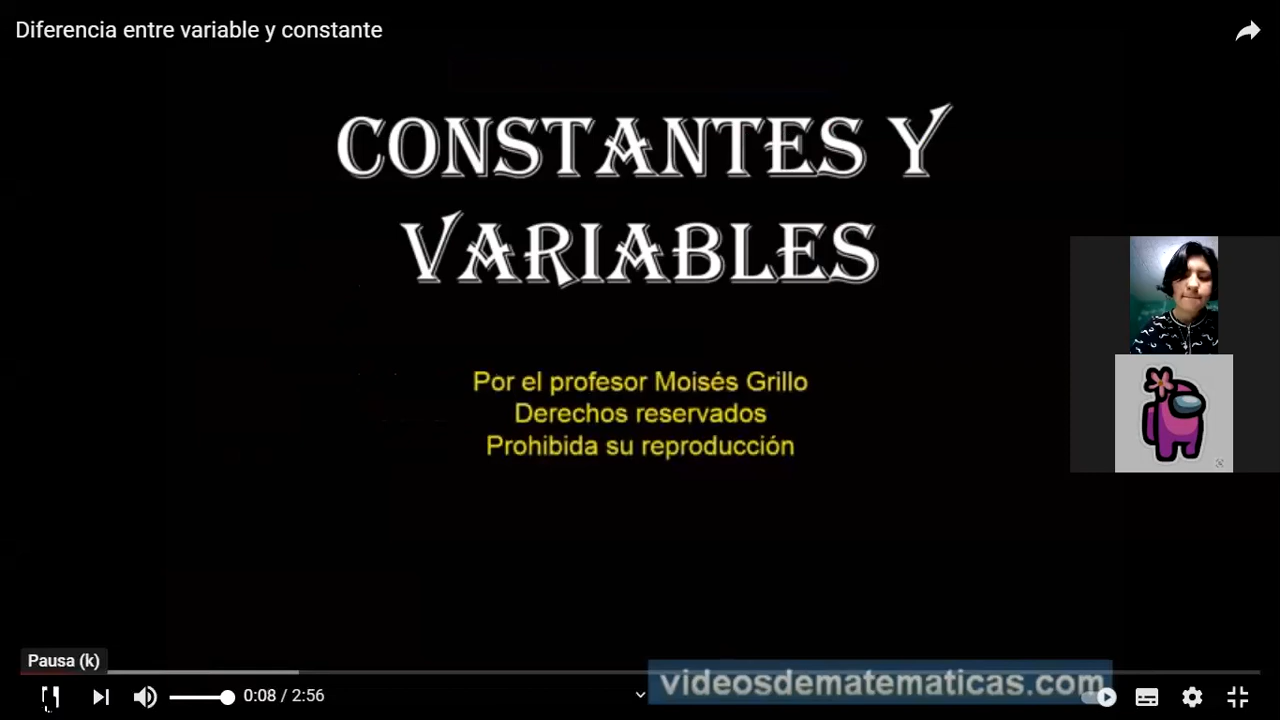 Diferencia entre variable y constante
CONSTANTES Y
VARIABLES
Por el profesor Moisés Grillo
Derechos reservados
Prohibida su reproducción
Pausa (k)
0:08 / 2:56
videosdematematicas.com